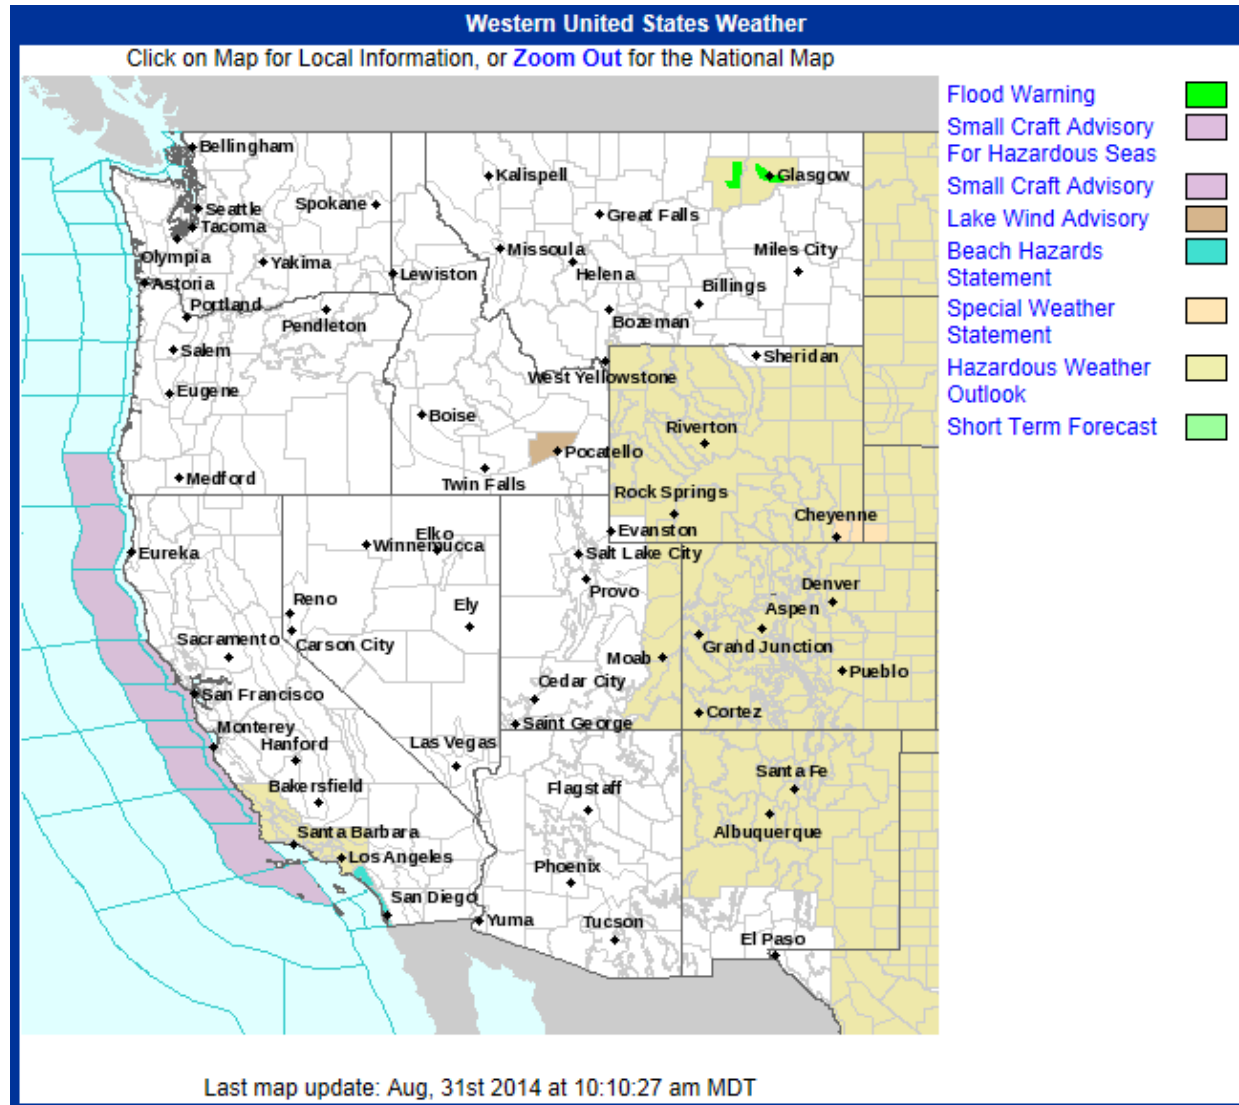 Western United States Weather
Click on Map for Local Information, or Zoom Out for the National Map
Flood Warning
Small Craft Advisory
For Hazardous Seas
Small Craft Advisory
Lake Wind Advisory
Beach Hazards
Statement
Special Weather
Statement
Hazardous Weather
Outlook
Short Term Forecast
Bellingham
Kalispell
Glasgow
Seattle
Spokane
Great Falls
Tacoma
Olympia
Yakima
Missoula
Miles City
Helena
Lewiston
Astoria
Billings
Portland
Pendleton
Bozeman
Salem
Sheridan
West Yellowstone
Eugene
Boise
Riverton
Pocatello
Medford
Twin Falls
Rock Springs
Cheyenne
Evanston
Elko
Winnemucca
Eureka
Salt Lake City
Provo
Denver
Reno
Ely
Aspen
Carson City
Sacramento
Grand Junction
Moab
Pueblo
Cedar City
San Francisco
Cortez
Saint George
Monterey
Hanford
Las Vegas
Santa Fe
Bakersfield
Flagstaff
Albuquerque
Santa Barbara
Los Angeles
Phoenix
San Diego
Yuma
Tucson
El Paso
Last map update: Aug, 31st 2014 at 10:10:27 am MDT